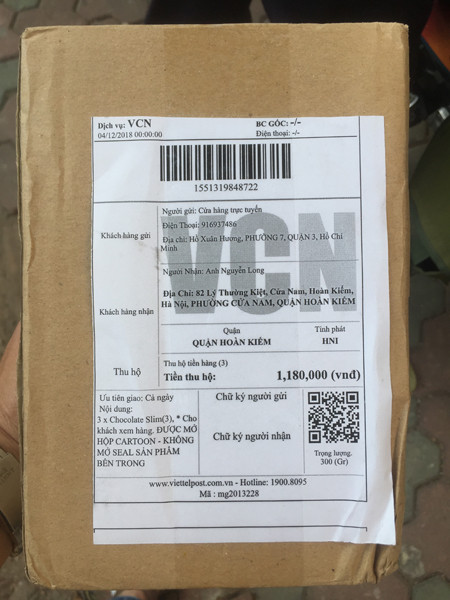 Dịch vụ: VCN
BC GỐC: -/-
04/12/2018 00:00:00
Điện thoại: -/-
1551319848722
VCN
Khách hàng gửi
Người gửi: Cửa hàng trực tuyến
Điện Thoại: 916937486
Địa chỉ: Hồ Xuân Hương, PHƯỜNG 7, QUẬN 3, Hồ Chí
Minh
Khách hàng nhận
Người Nhận: Anh Nguyễn Long
Địa Chỉ: 82 Lý Thường Kiệt, Cửa Nam, Hoàn Kiếm,
Hà Nội, PHƯỜNG CỬA NAM, QUẬN HOÀN KIẾM
Quận
Tỉnh phát
QUẬN HOÀN KIẾM
HNI
Thu hộ
Thu hộ tiền hàng (3)
Tiền thu hộ: 1,180,000 (vnđ)
Ưu tiên giao: Cả ngày
Nội dung:
3 x Chocolate Slim(3), * Cho
khách xem hàng. ĐƯỢC MỞ
HỘP CARTOON - KHÔNG
MỞ SEAL SẢN PHẨM
BÊN TRONG
Chữ ký người gửi
Chữ ký người nhận
Trọng lượng.
300 (Gr)
www.viettelpost.com.vn - Hotline: 1900.8095
Mã : mg2013228